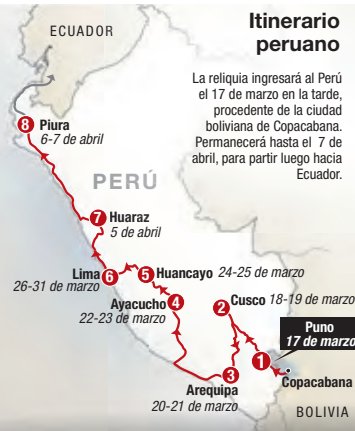 Itinerario
peruano
La reliquia ingresará al Perú
el 17 de marzo en la tarde,
procedente de la ciudad
boliviana de Copacabana.
Permanecerá hasta el 7 de
abril, para partir luego hacia
Ecuador.
ECUADOR
8 Piura
6-7 de abril
PERÚ
7 Huaraz
5 de abril
Lima 6
26-31 de marzo
5 Huancayo 24-25 de marzo
Ayacucho 4
22-23 de marzo
2 Cusco 18-19 de marzo
Puno
17 de marzo
1
3
Arequipa
20-21 de marzo
Copacabana
BOLIVIA